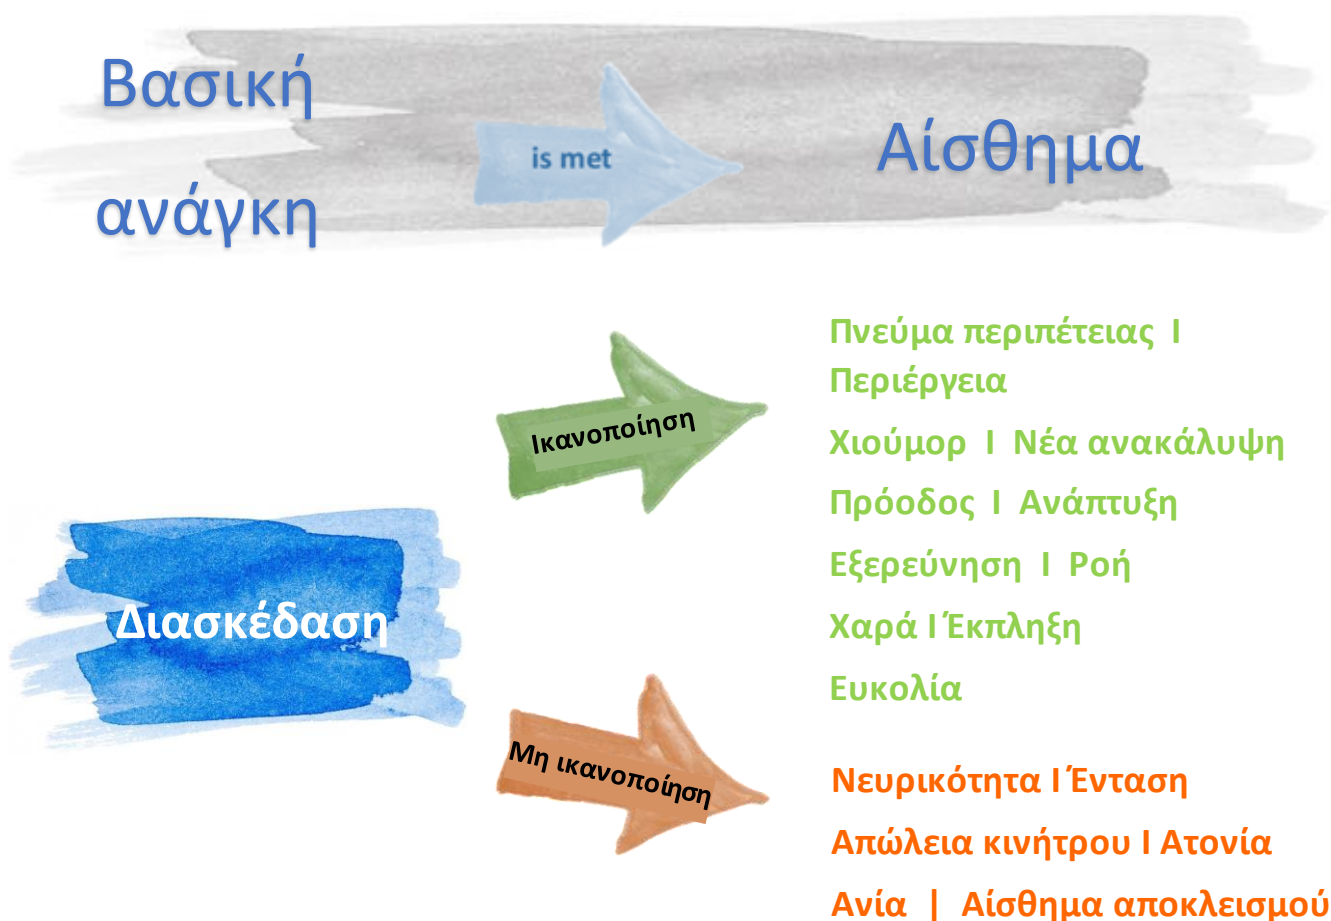 Βασική
ανάγκη
is met
Αίσθημα
Διασκέδαση
Ικανοποίηση
Πνεύμα περιπέτειας Ι
Περιέργεια
Χιούμορ Ι Νέα ανακάλυψη
Πρόοδος Ι Ανάπτυξη
Εξερεύνηση Ι Ροή
Χαρά Ι Έκπληξη
Ευκολία
Μη ικανοποίηση
Νευρικότητα Ι Ένταση
Απώλεια κινήτρου Ι Ατονία
Ανία | Αίσθημα αποκλεισμού